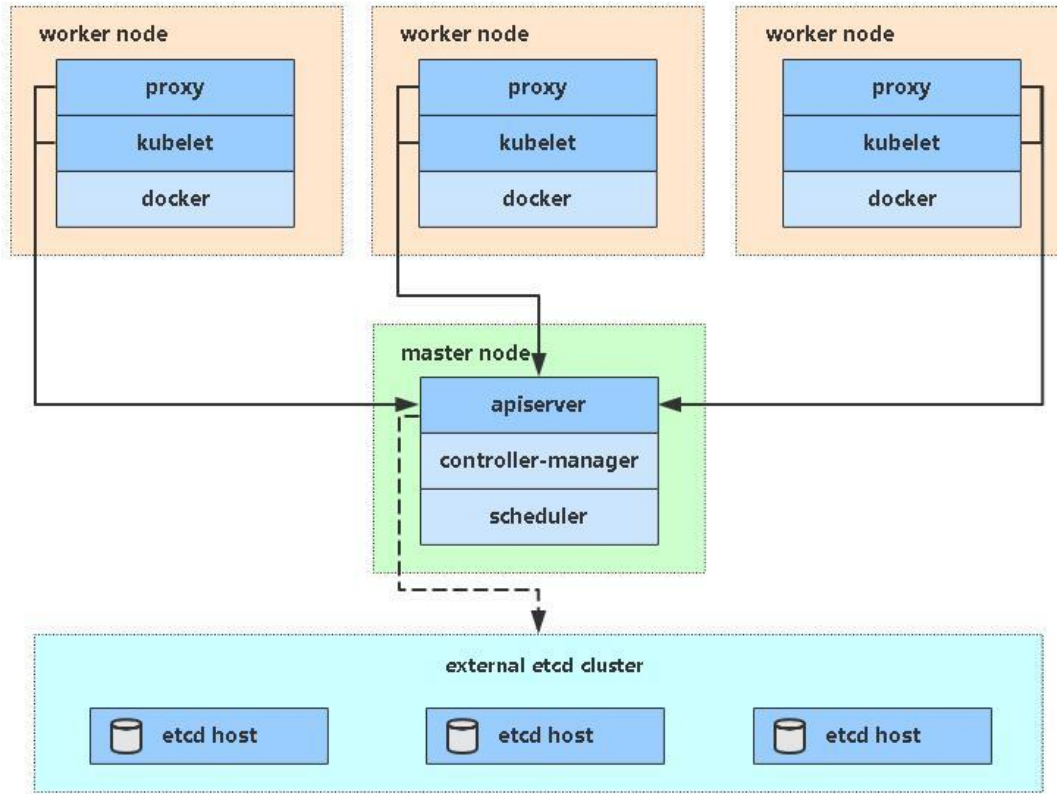 worker node
proxy
kubelet
docker
worker node
proxy
kubelet
docker
worker node
proxy
kubelet
docker
master node
apiserver
controller-manager
scheduler
external etcd cluster
etcd host
etcd host
etcd host